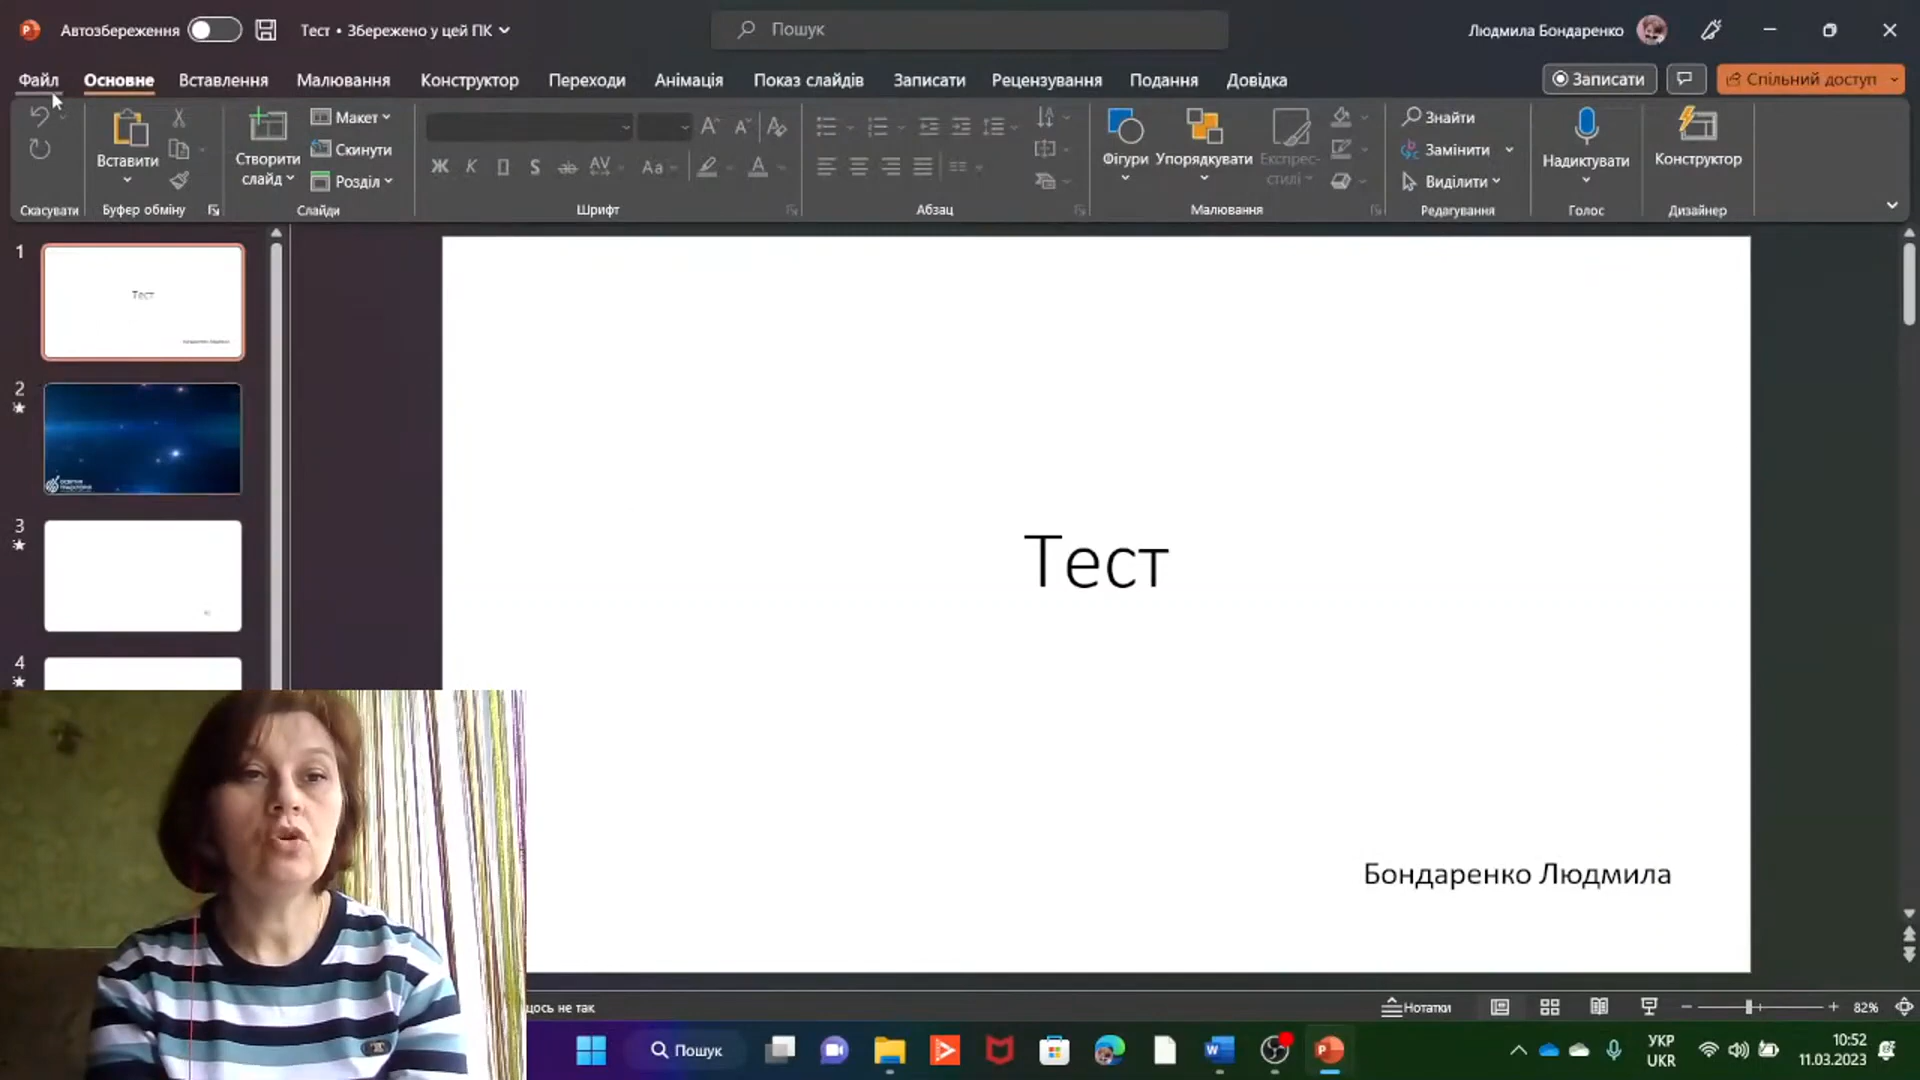 Автозбереження
Тест • Збережено у цей ПК
Пошук
Людмила Бондаренко
Файл Основне Вставлення Малювання Конструктор Переходи Анімація Показ слайдів Записати Рецензування Подання Довідка
Записати
Спільний доступ
Вставити
Створити слайд
Макет
Скинути
Розділ
Ж К П S ab AV Aa A
Фігури
Упорядкувати
Експрес-стилі
Знайти
Замінити
Виділити
Надиктувати
Конструктор
Скасувати Буфер обміну Слайди Шрифт Абзац Малювання Редагування Голос Дизайнер
1
Тест
2
3
4
Тест
Бондаренко Людмила
щось не так
Нотатки
82%
Пошук
УКР
UKR
10:52
11.03.2023